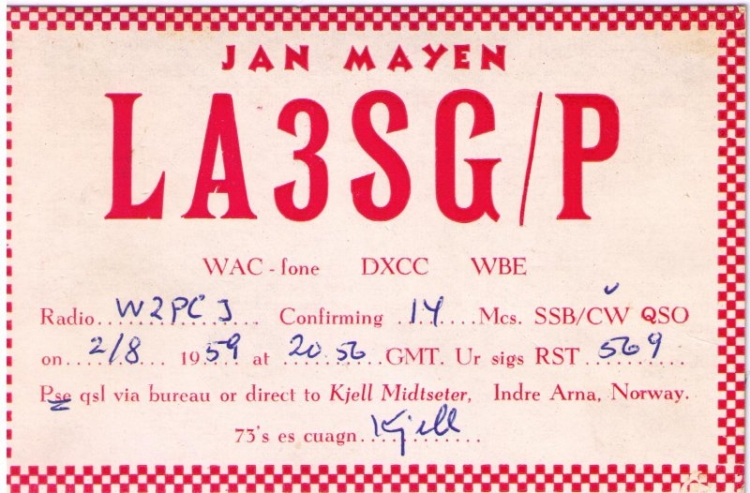 JAN MAYEN
LA3SG/P
WAC-fone DXCC WBE
Radio W2PCJ Confirming 14 Mcs. SSB/CW QSO
on 2/8 1959 at 2056 GMT. Ur sigs RST 569
Pse qsl via bureau or direct to Kjell Midtseter, Indre Arna, Norway.
73's es cuagn Kjell